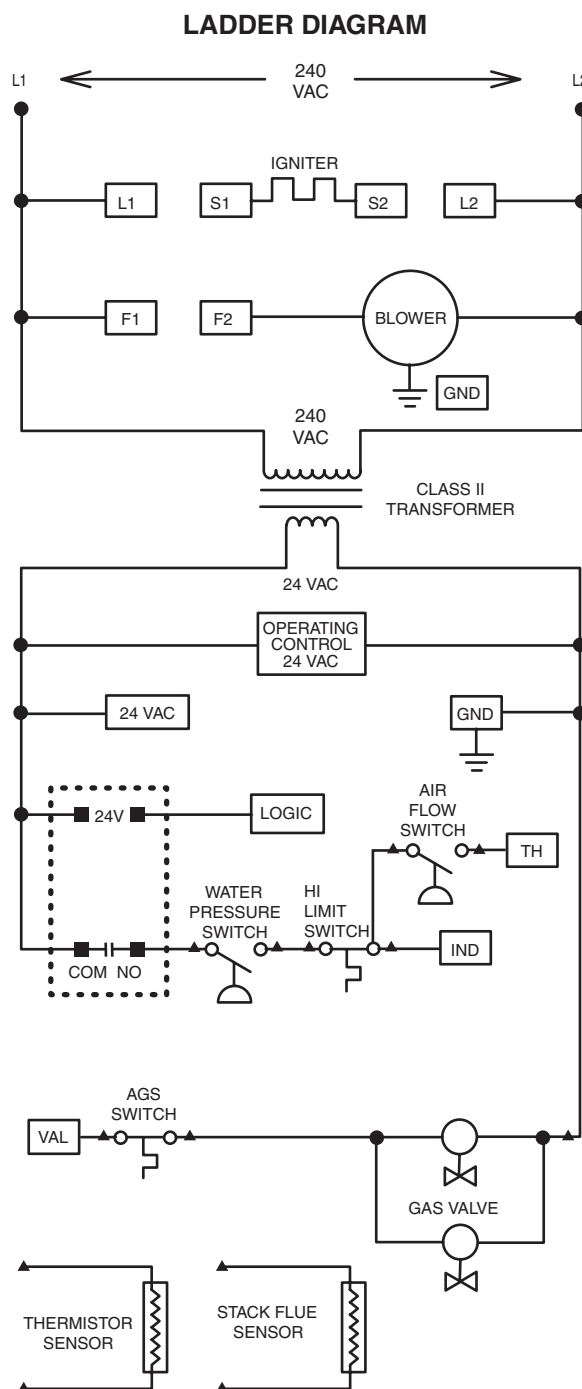 LADDER DIAGRAM
L1
240
VAC
L2
IGNITER
L1
S1
S2
L2
F1
F2
BLOWER
GND
240
VAC
CLASS II
TRANSFORMER
24 VAC
OPERATING
CONTROL
24 VAC
24 VAC
GND
24V
LOGIC
AIR
FLOW
SWITCH
TH
WATER
PRESSURE
SWITCH
HI
LIMIT
SWITCH
COM NO
IND
AGS
SWITCH
VAL
GAS VALVE
THERMISTOR
SENSOR
STACK FLUE
SENSOR